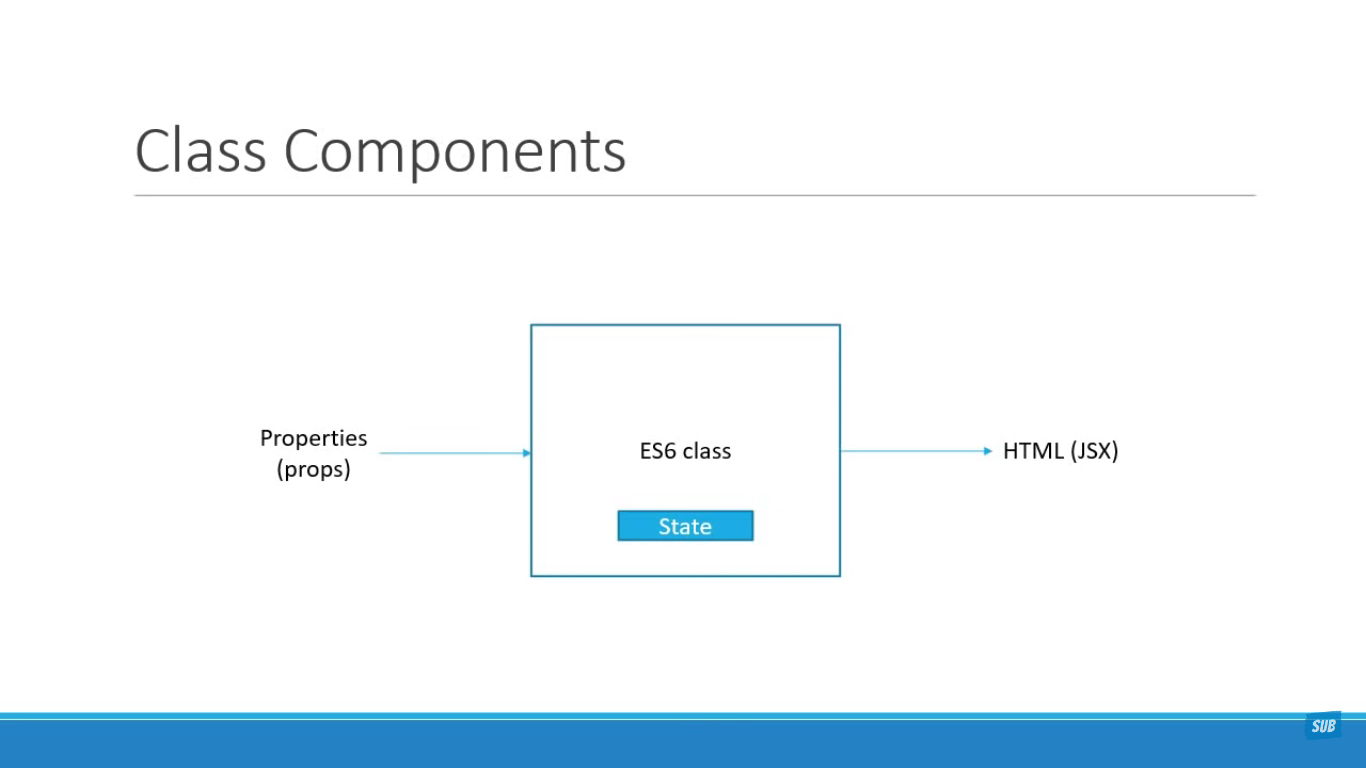 Class Components
Properties
(props)
ES6 class
HTML (JSX)
State
SUB